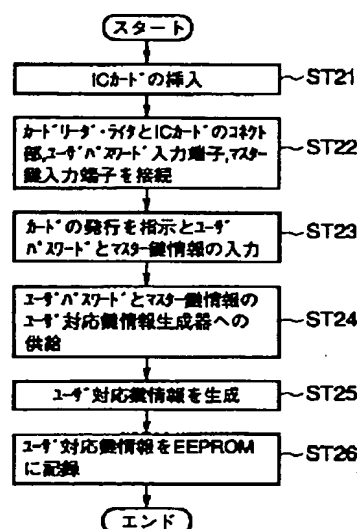 スタート
ICカードの挿入
ST21
カードリーダ・ライタとICカードのコネクト
部,ユーザパスワード入力端子,マスター
鍵入力端子を接続
ST22
カードの発行を指示とユーザ
パスワードとマスター鍵情報の入力
ST23
ユーザパスワードとマスター鍵情報の
ユーザ対応鍵情報生成器への
供給
ST24
ユーザ対応鍵情報を生成
ST25
ユーザ対応鍵情報をEEPROM
に記録
ST26
エンド